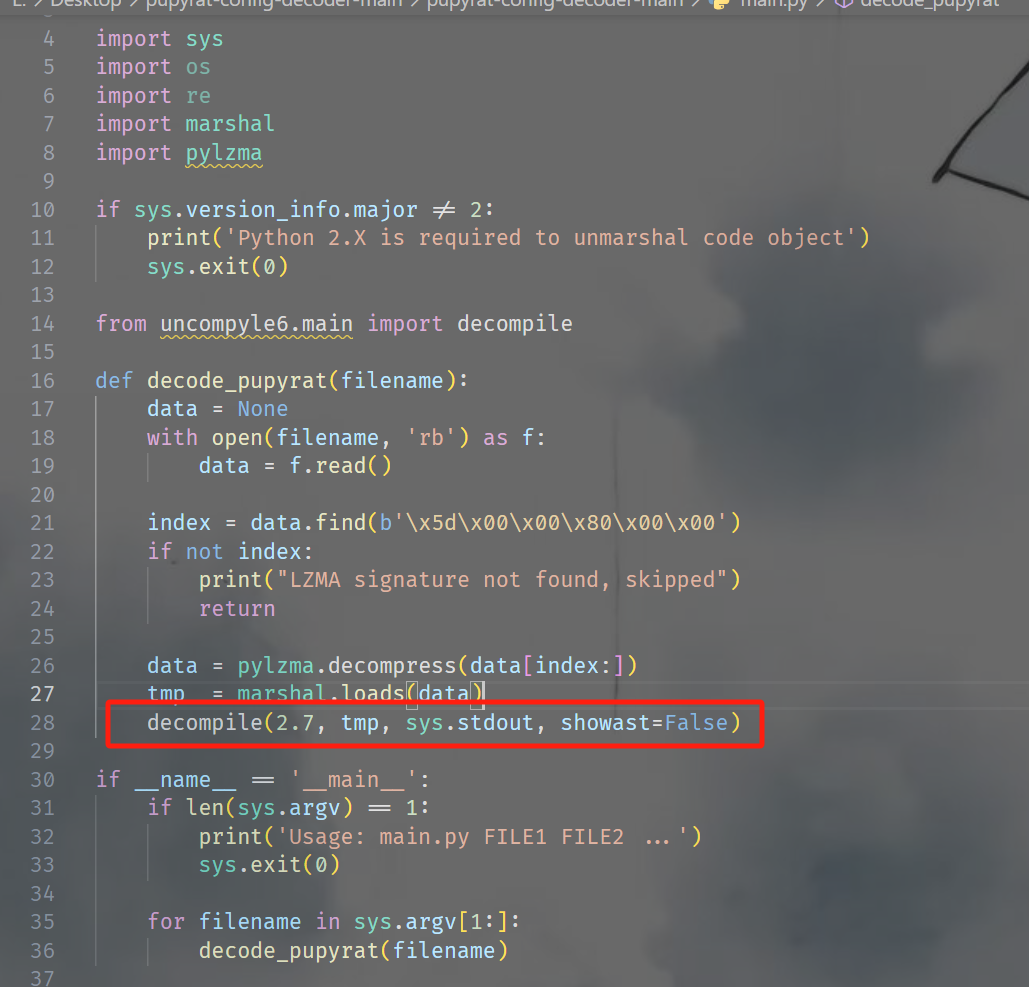 E: > Desktop > pupyrat-config-decoder-main > pupyrat-config-decoder-main > main.py > decode_pupyrat
4 import sys
5 import os
6 import re
7 import marshal
8 import pylzma
9
10 if sys.version_info.major ≠ 2:
11 print('Python 2.X is required to unmarshal code object')
12 sys.exit(0)
13
14 from uncompyle6.main import decompile
15
16 def decode_pupyrat(filename):
17 data = None
18 with open(filename, 'rb') as f:
19 data = f.read()
20
21 index = data.find(b'\x5d\x00\x00\x80\x00\x00')
22 if not index:
23 print("LZMA signature not found, skipped")
24 return
25
26 data = pylzma.decompress(data[index:])
27 tmp = marshal.loads(data)
28 decompile(2.7, tmp, sys.stdout, showast=False)
29
30 if __name__ == '__main__':
31 if len(sys.argv) == 1:
32 print('Usage: main.py FILE1 FILE2 ...')
33 sys.exit(0)
34
35 for filename in sys.argv[1:]:
36 decode_pupyrat(filename)
37